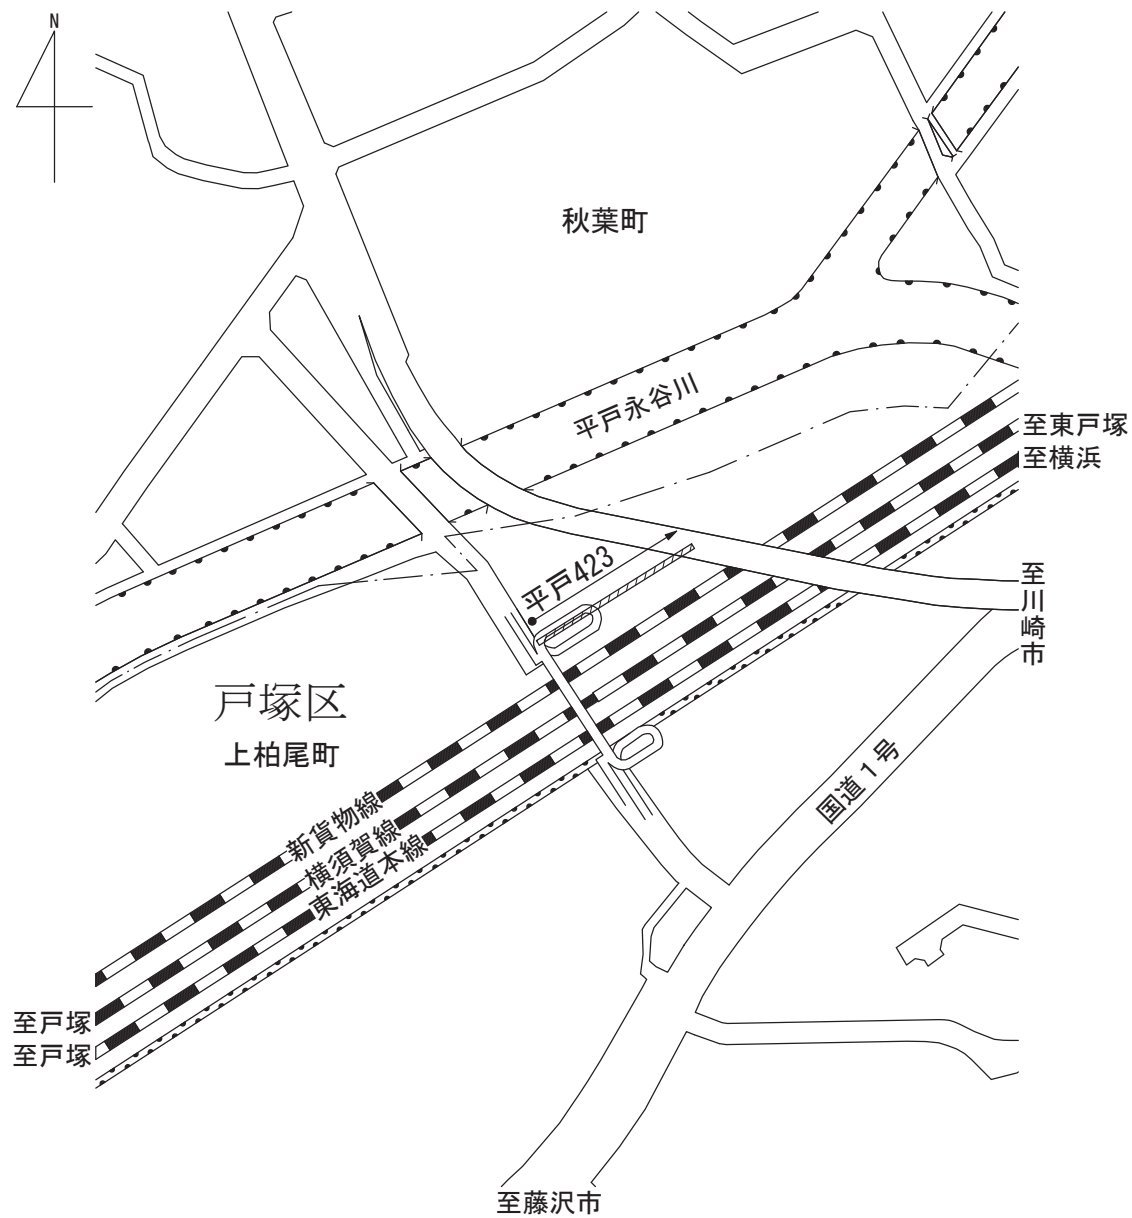 N
秋葉町
平戸永谷川
至東戸塚
至横浜
平戸423
至川崎市
戸塚区
上柏尾町
国道1号
新貨物線
横須賀線
東海道本線
至戸塚
至戸塚
至藤沢市